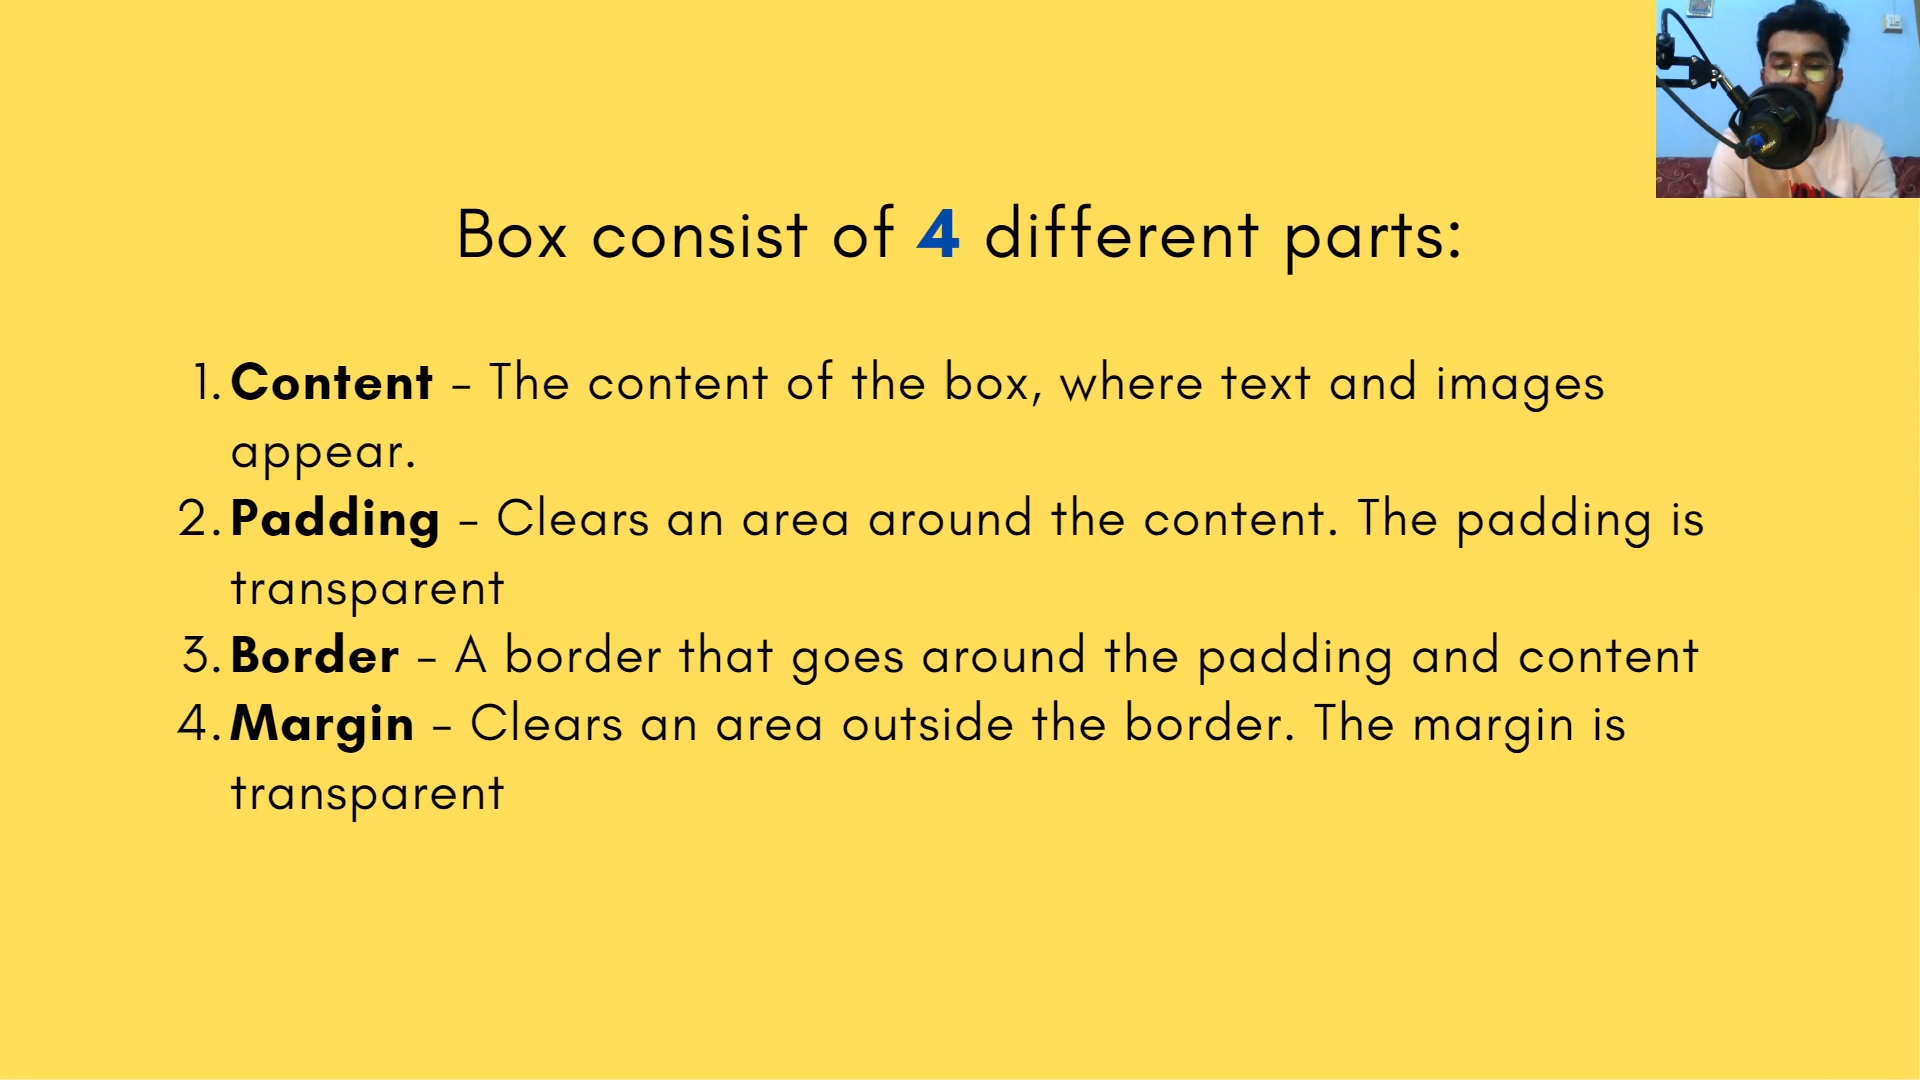 Box consist of 4 different parts:
1. Content - The content of the box, where text and images
appear.
2. Padding - Clears an area around the content. The padding is
transparent
3. Border - A border that goes around the padding and content
4. Margin - Clears an area outside the border. The margin is
transparent